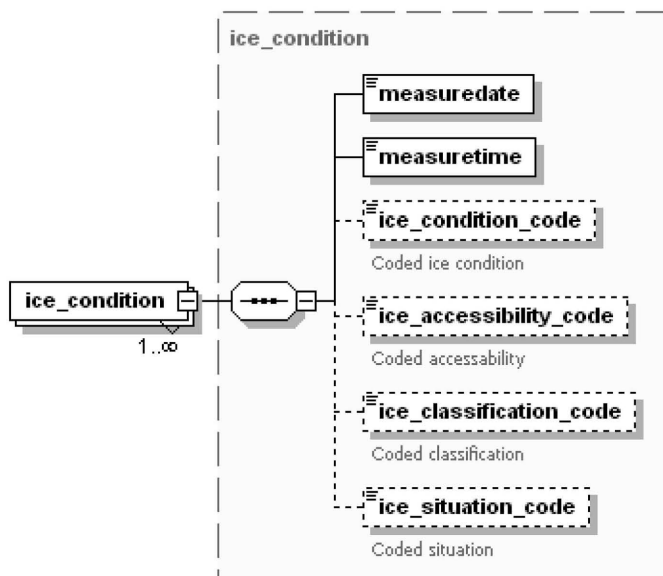 ice_condition
measuredate
measuretime
ice_condition_code
Coded ice condition
ice_condition
1..∞
ice_accessibility_code
Coded accessability
ice_classification_code
Coded classification
ice_situation_code
Coded situation